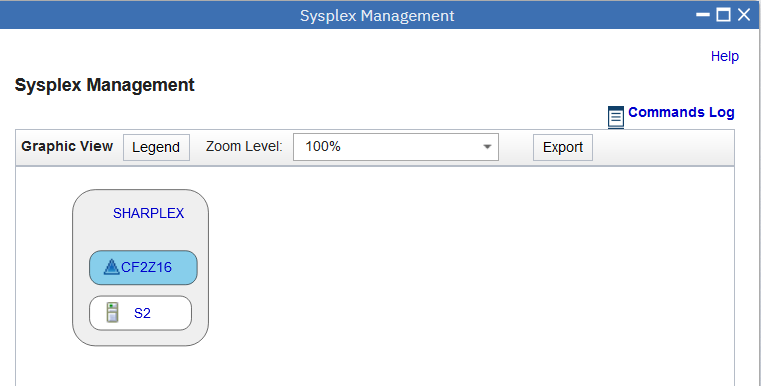 Sysplex Management
Help
Sysplex Management
Commands Log
Graphic View Legend Zoom Level: 100% Export
SHARPLEX
CF2Z16
S2